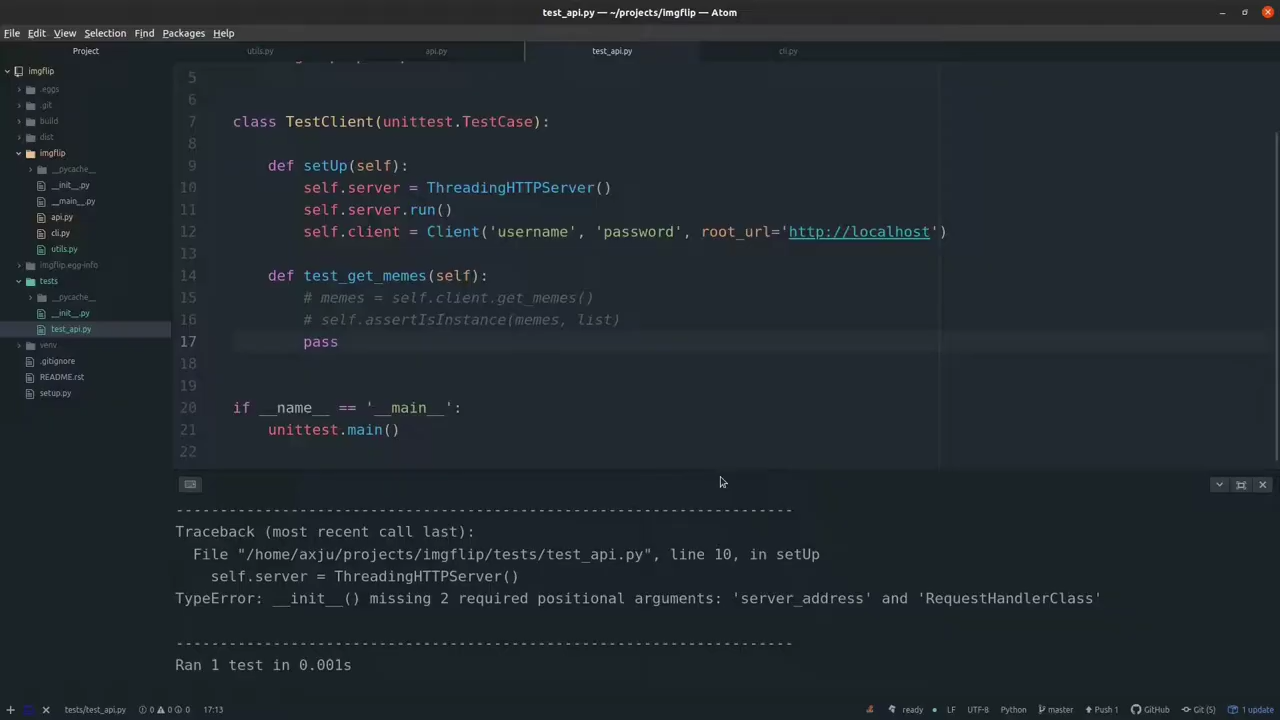 test_api.py — ~/projects/imgflip — Atom
File Edit View Selection Find Packages Help
Project
utils.py
api.py
test_api.py
cli.py
imgflip
.eggs
.git
build
dist
imgflip
__pycache__
__init__.py
__main__.py
api.py
cli.py
utils.py
imgflip.egg-info
tests
__pycache__
__init__.py
test_api.py
venv
.gitignore
README.rst
setup.py
5
6
7 class TestClient(unittest.TestCase):
8
9 def setUp(self):
10 self.server = ThreadingHTTPServer()
11 self.server.run()
12 self.client = Client('username', 'password', root_url='http://localhost')
13
14 def test_get_memes(self):
15 # memes = self.client.get_memes()
16 # self.assertIsInstance(memes, list)
17 pass
18
19
20 if __name__ == '__main__':
21 unittest.main()
22
----------------------------------------------------------------------
Traceback (most recent call last):
File "/home/axju/projects/imgflip/tests/test_api.py", line 10, in setUp
self.server = ThreadingHTTPServer()
TypeError: __init__() missing 2 required positional arguments: 'server_address' and 'RequestHandlerClass'
----------------------------------------------------------------------
Ran 1 test in 0.001s
tests/test_api.py 0 0 0 17:13 ready LF UTF-8 Python master Push 1 GitHub Git (5) 1 update